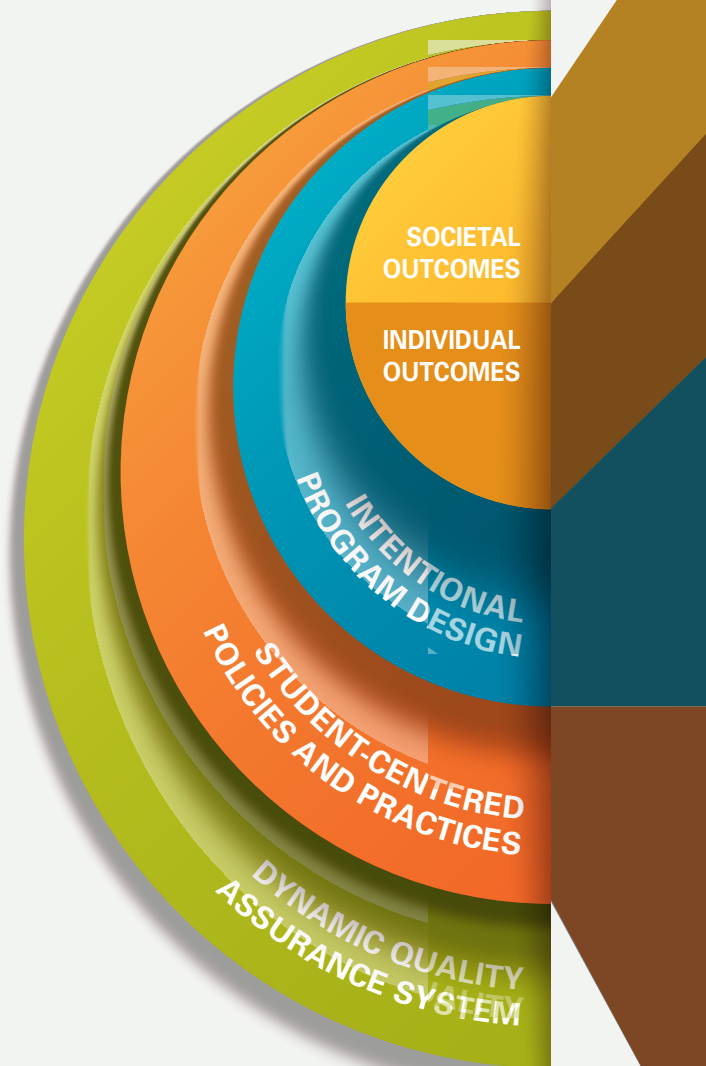 SOCIETAL
OUTCOMES
INDIVIDUAL
OUTCOMES
INTENTIONAL
PROGRAM DESIGN
STUDENT-CENTERED
POLICIES AND PRACTICES
DYNAMIC QUALITY
ASSURANCE SYSTEM